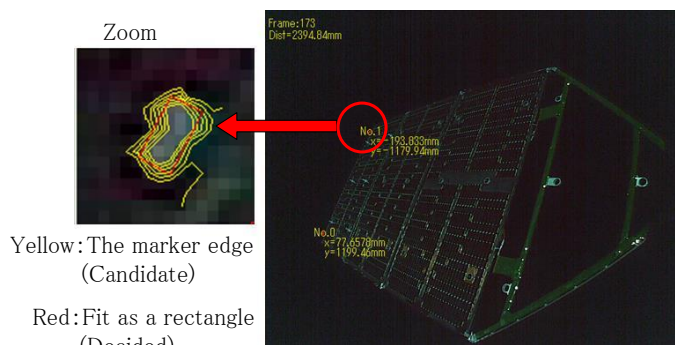 Zoom
Frame:173
Dist=2394.84mm
No.1
x=-193.833mm
y=-1179.94mm
No.0
x=77.6578mm
y=1199.46mm
Yellow:The marker edge
(Candidate)
Red:Fit as a rectangle
(Decided)